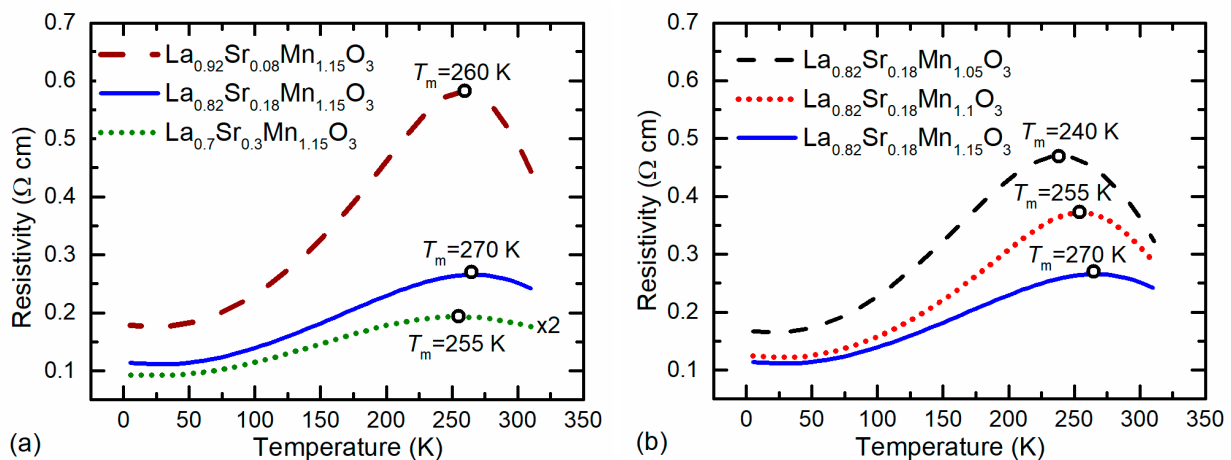 0.7
0.6
0.5
0.4
0.3
0.2
0.1
Resistivity (Ω cm)
La0.92Sr0.08Mn1.15O3
La0.82Sr0.18Mn1.15O3
La0.7Sr0.3Mn1.15O3
Tm=260 K
Tm=270 K
Tm=255 K
x2
0 50 100 150 200 250 300 350
(a)
Temperature (K)
0.7
0.6
0.5
0.4
0.3
0.2
0.1
Resistivity (Ω cm)
La0.82Sr0.18Mn1.05O3
La0.82Sr0.18Mn1.1O3
La0.82Sr0.18Mn1.15O3
Tm=240 K
Tm=255 K
Tm=270 K
0 50 100 150 200 250 300 350
(b)
Temperature (K)